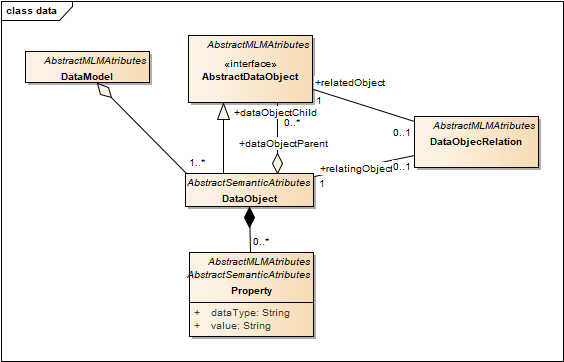 class data
AbstractMLMAtributes
DataModel
AbstractMLMAtributes
«interface»
AbstractDataObject
+relatedObject
1
0..1
AbstractMLMAtributes
DataObjecRelation
+dataObjectChild
0..*
+dataObjectParent
1..*
+relatingObject
1
0..1
AbstractSemanticAtributes
DataObject
0..*
AbstractMLMAtributes
AbstractSemanticAtributes
Property
+ dataType: String
+ value: String